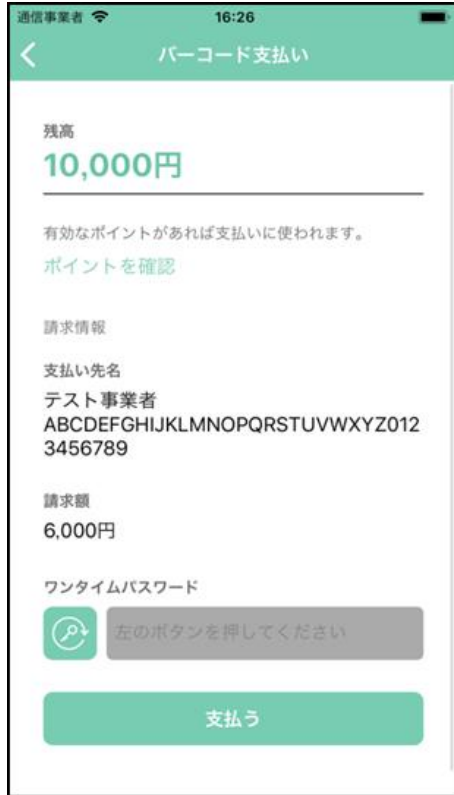 通信事業者 16:26
バーコード支払い
残高
10,000円
有効なポイントがあれば支払いに使われます。
ポイントを確認
請求情報
支払い先名
テスト事業者
ABCDEFGHIJKLMNOPQRSTUVWXYZ012
3456789
請求額
6,000円
ワンタイムパスワード
左のボタンを押してください
支払う